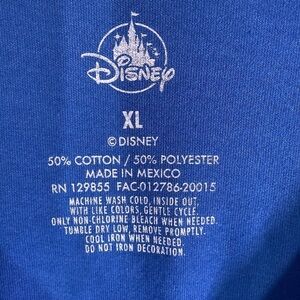 Disney
XL
© DISNEY
50% COTTON / 50% POLYESTER
MADE IN MEXICO
RN 129855 FAC-012786-20015
MACHINE WASH COLD, INSIDE OUT,
WITH LIKE COLORS, GENTLE CYCLE.
ONLY NON-CHLORINE BLEACH WHEN NEEDED.
TUMBLE DRY LOW, REMOVE PROMPTLY.
COOL IRON WHEN NEEDED.
DO NOT IRON DECORATION.